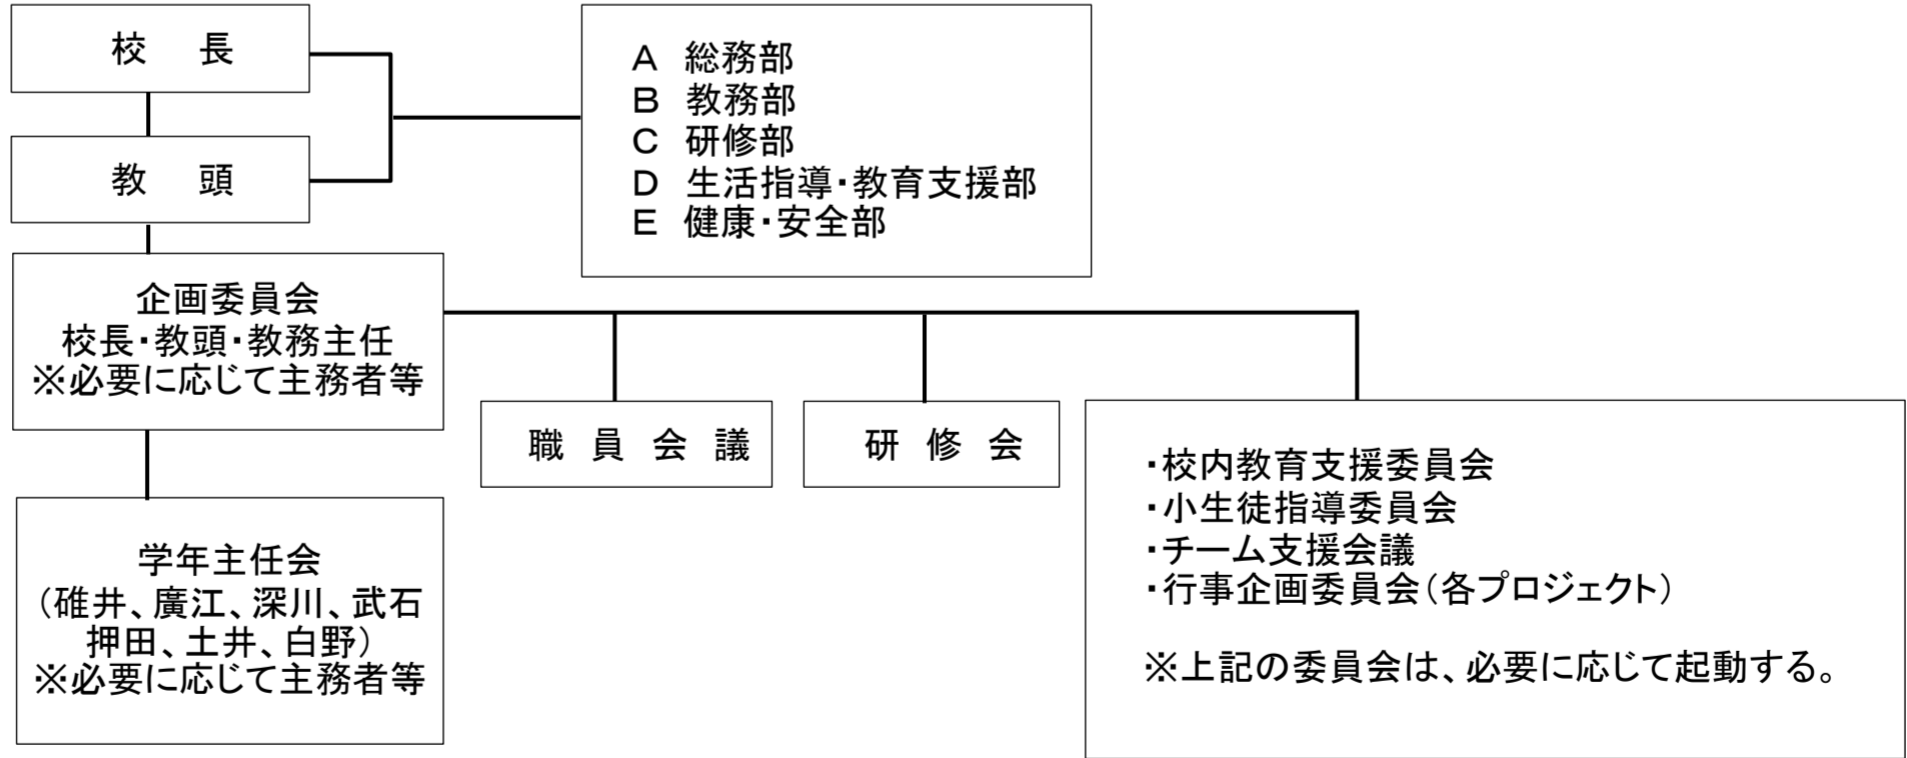 校　長
教　頭
A　総務部
B　教務部
C　研修部
D　生活指導・教育支援部
E　健康・安全部
企画委員会
校長・教頭・教務主任
※必要に応じて主務者等
職　員　会　議
研　修　会
・校内教育支援委員会
・小生徒指導委員会
・チーム支援会議
・行事企画委員会（各プロジェクト）
※上記の委員会は、必要に応じて起動する。
学年主任会
（碓井、廣江、深川、武石
押田、土井、白野）
※必要に応じて主務者等